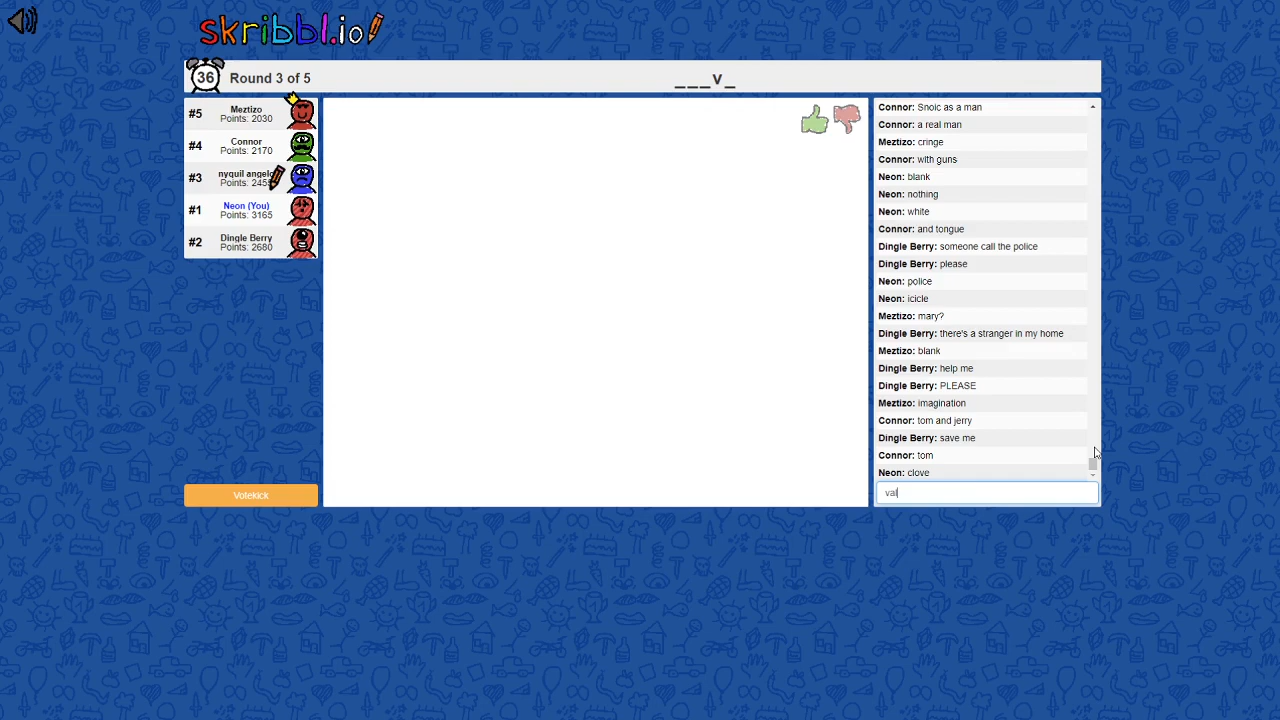 skribbl.io
36
Round 3 of 5
___v_
#5
Meztizo
Points: 2030
#4
Connor
Points: 2170
#3
nyquil angelo
Points: 2455
#1
Neon (You)
Points: 3165
#2
Dingle Berry
Points: 2680
Votekick
Connor: Snoic as a man
Connor: a real man
Meztizo: cringe
Connor: with guns
Neon: blank
Neon: nothing
Neon: white
Connor: and tongue
Dingle Berry: someone call the police
Dingle Berry: please
Neon: police
Neon: icicle
Meztizo: mary?
Dingle Berry: there's a stranger in my home
Meztizo: blank
Dingle Berry: help me
Dingle Berry: PLEASE
Meztizo: imagination
Connor: tom and jerry
Dingle Berry: save me
Connor: tom
Neon: clove
val